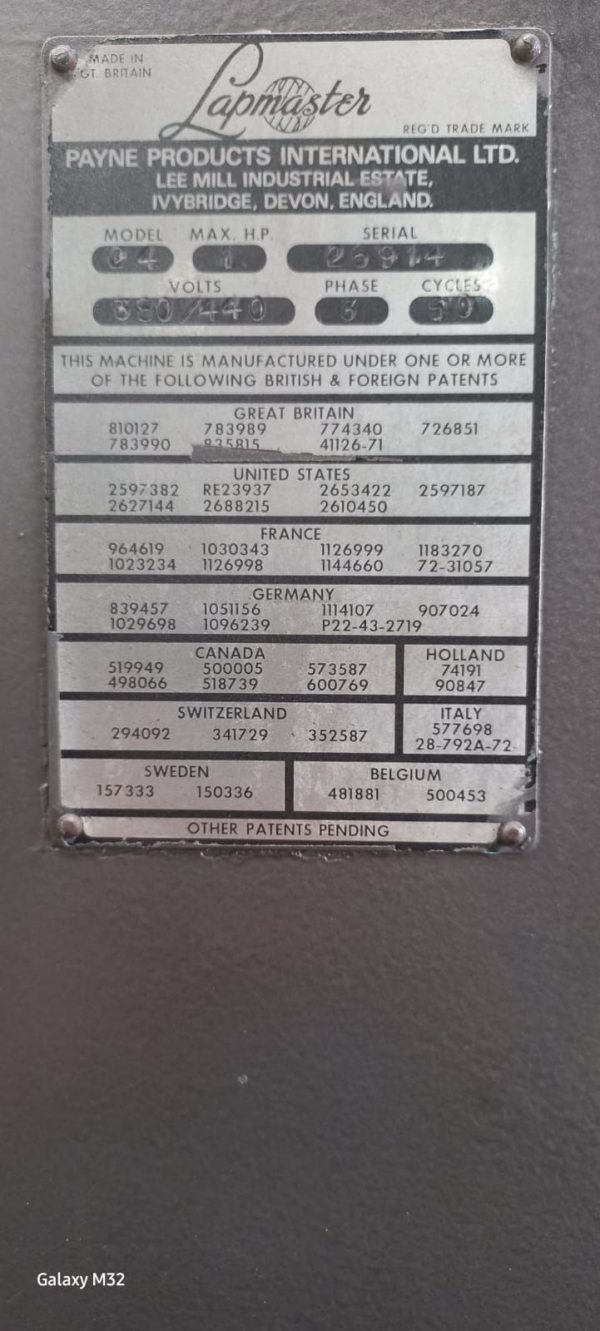 MADE IN
GT. BRITAIN
Lapmaster
REG'D TRADE MARK
PAYNE PRODUCTS INTERNATIONAL LTD.
LEE MILL INDUSTRIAL ESTATE,
IVYBRIDGE, DEVON, ENGLAND.
MODEL MAX. H.P. SERIAL
24 1
VOLTS PHASE CYCLES
380/440 3 50
THIS MACHINE IS MANUFACTURED UNDER ONE OR MORE
OF THE FOLLOWING BRITISH & FOREIGN PATENTS
GREAT BRITAIN
810127 783989 774340 726851
783990 835815 41126-71
UNITED STATES
2597382 RE23937 2653422 2597187
2627144 2688215 2610450
FRANCE
964619 1030343 1126999 1183270
1023234 1126998 1144660 72-31057
GERMANY
839457 1051156 1114107 907024
1029698 1096239 P22-43-2719
CANADA
519949 500005 573587
498066 518739 600769
HOLLAND
74191
90847
SWITZERLAND
294092 341729 352587
ITALY
577698
28-792A-72
SWEDEN
157333 150336
BELGIUM
481881 500453
OTHER PATENTS PENDING
Galaxy M32